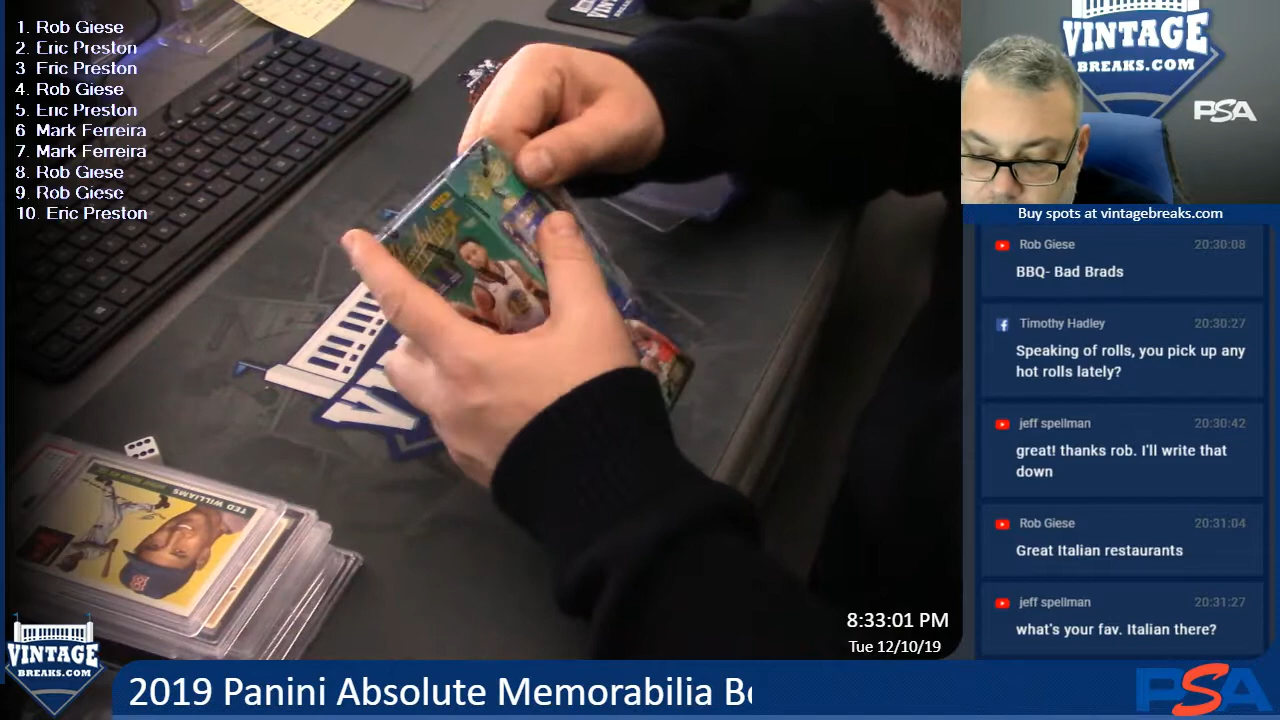 1. Rob Giese
2. Eric Preston
3 Eric Preston
4. Rob Giese
5. Eric Preston
6 Mark Ferreira
7. Mark Ferreira
8. Rob Giese
9. Rob Giese
10. Eric Preston
VINTAGE
BREAKS.COM
PSA
Buy spots at vintagebreaks.com
Rob Giese 20:30:08
BBQ- Bad Brads
Timothy Hadley 20:30:27
Speaking of rolls, you pick up any
hot rolls lately?
jeff spellman 20:30:42
great! thanks rob. I'll write that
down
Rob Giese 20:31:04
Great Italian restaurants
jeff spellman 20:31:27
what's your fav. Italian there?
TED WILLIAMS
8:33:01 PM
Tue 12/10/19
VINTAGE
BREAKS.COM
2019 Panini Absolute Memorabilia
PSA